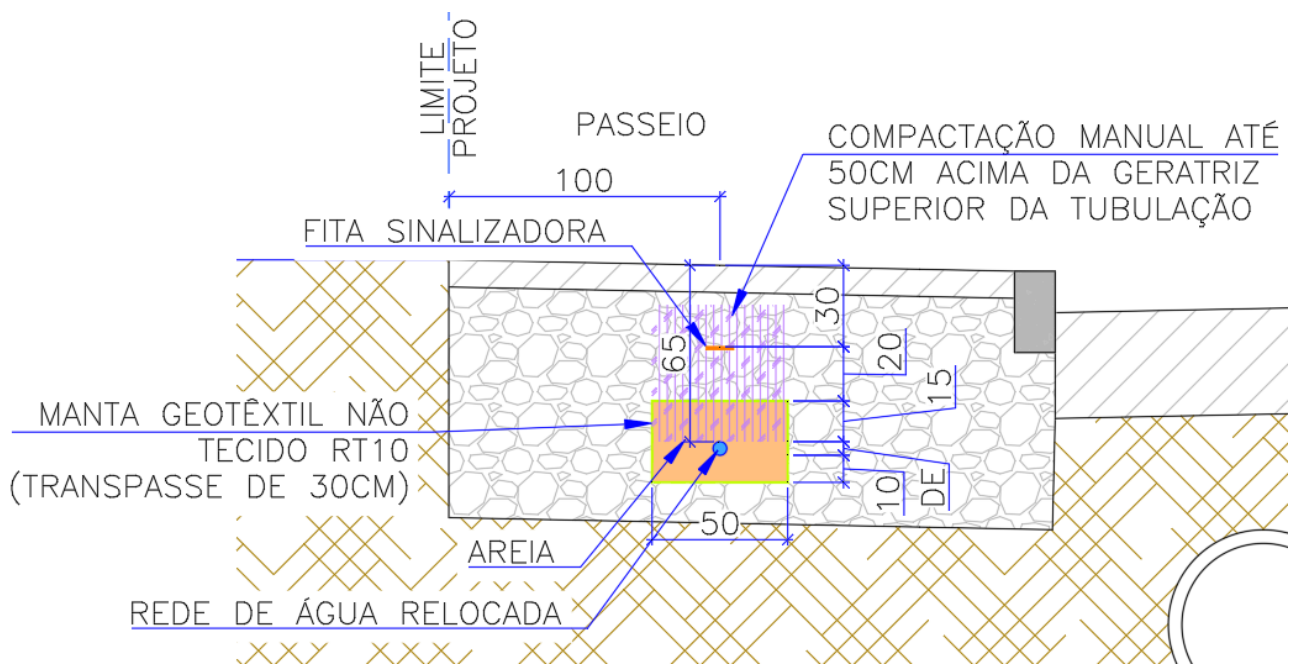 LIMITE
PROJETO
PASSEIO
COMPACTAÇÃO MANUAL ATÉ
50CM ACIMA DA GERATRIZ
SUPERIOR DA TUBULAÇÃO
100
FITA SINALIZADORA
30
65
20
15
MANTA GEOTÊXTIL NÃO
TECIDO RT10
(TRANSPASSE DE 30CM)
10
DE
50
AREIA
REDE DE ÁGUA RELOCADA